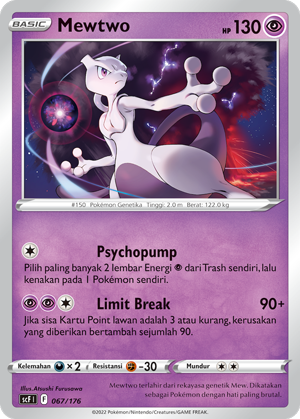 BASIC
Mewtwo
HP 130
#150 Pokémon Genetika Tinggi: 2.0 m Berat: 122.0 kg
Psychopump
Pilih paling banyak 2 lembar Energi dari Trash sendiri, lalu
kenakan pada 1 Pokémon sendiri.
Limit Break 90+
Jika sisa Kartu Point lawan adalah 3 atau kurang, kerusakan
yang diberikan bertambah sejumlah 90.
Kelemahan ×2 Resistansi -30 Mundur
Illus. Atsushi Furusawa
scF I F 067/176
Mewtwo terlahir dari rekayasa genetik Mew. Dikatakan
sebagai Pokémon dengan hati paling brutal.
©2022 Pokémon/Nintendo/Creatures/GAME FREAK.